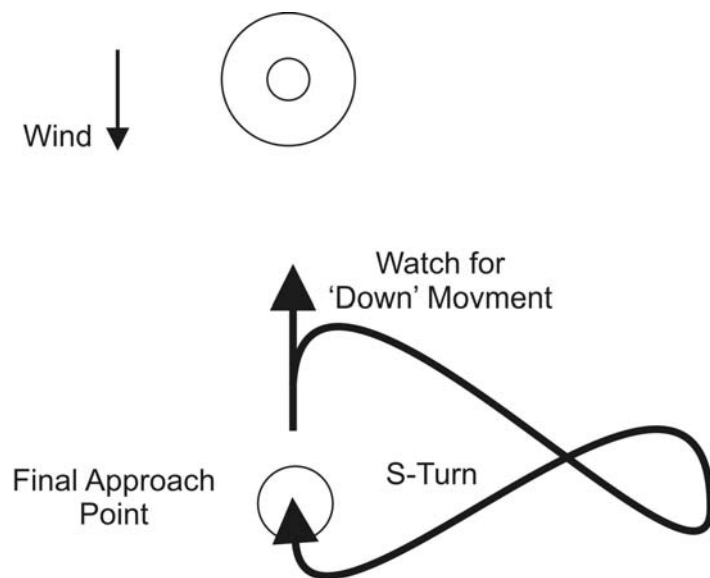 Wind
Watch for
‘Down’ Movment
S-Turn
Final Approach
Point